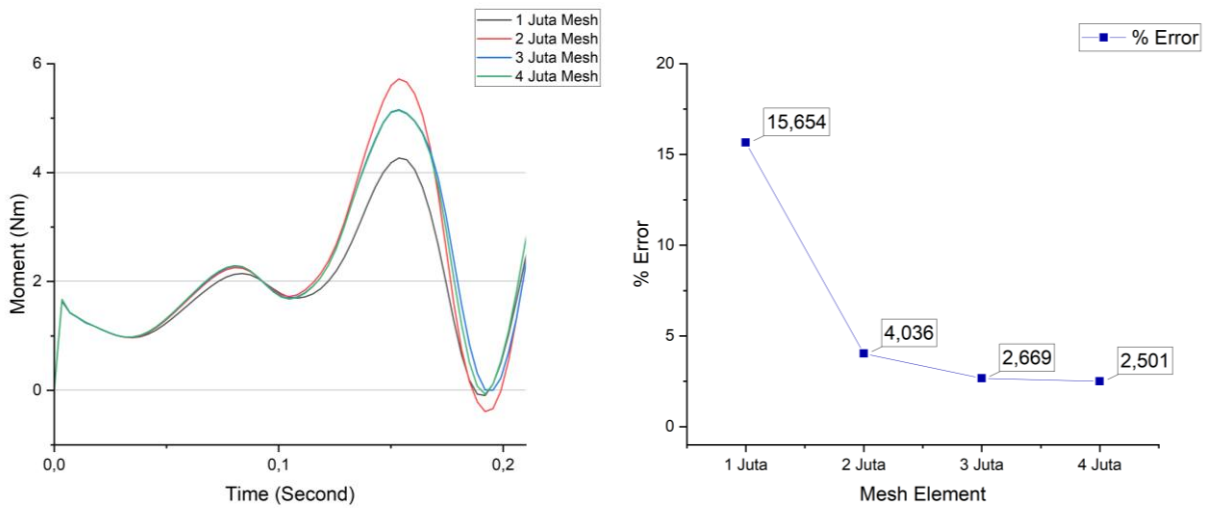 1 Juta Mesh
2 Juta Mesh
3 Juta Mesh
4 Juta Mesh
6
4
2
0
Moment (Nm)
0,0
0,1
0,2
Time (Second)
% Error
20
15
10
5
0
% Error
15,654
4,036
2,669
2,501
1 Juta
2 Juta
3 Juta
4 Juta
Mesh Element